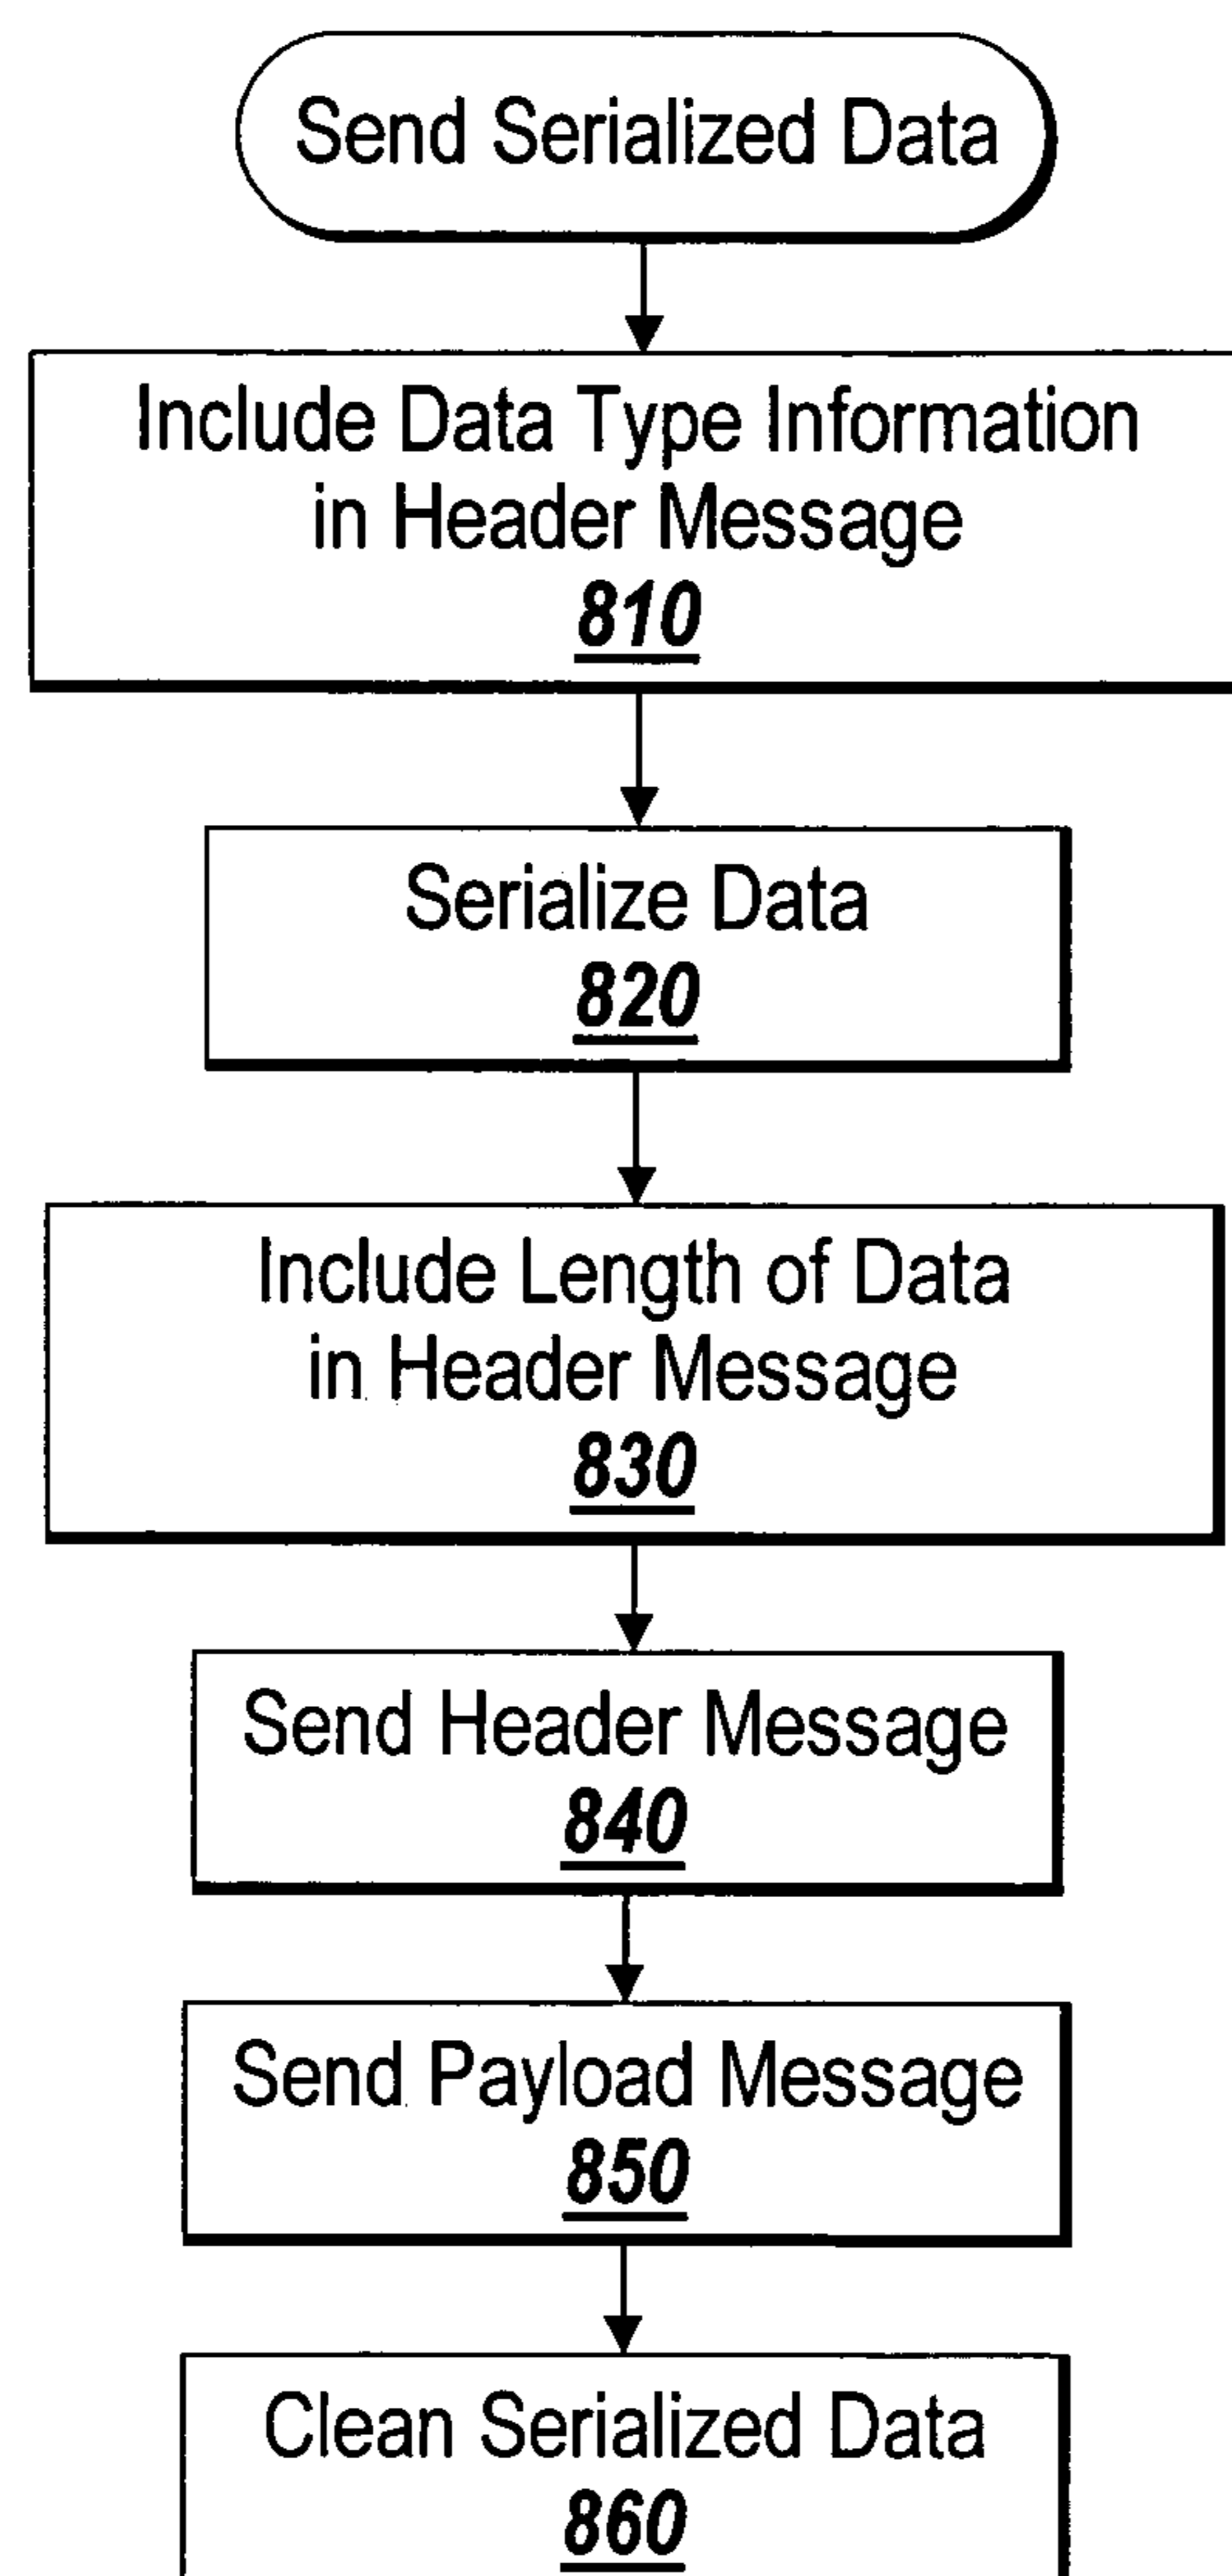 Send Serialized Data
Include Data Type Information
in Header Message
810
Serialize Data
820
Include Length of Data
in Header Message
830
Send Header Message
840
Send Payload Message
850
Clean Serialized Data
860